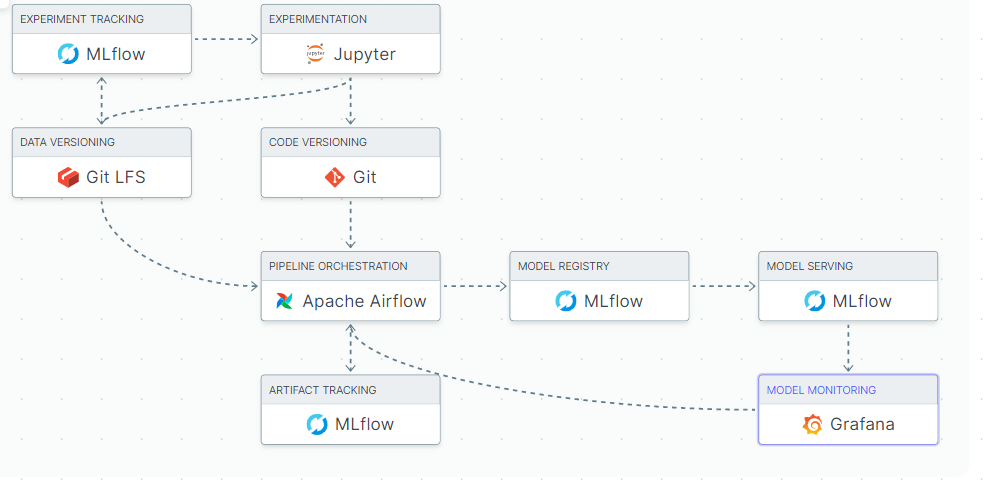 EXPERIMENT TRACKING
MLflow
EXPERIMENTATION
jupyter
Jupyter
DATA VERSIONING
Git LFS
CODE VERSIONING
Git
PIPELINE ORCHESTRATION
Apache Airflow
MODEL REGISTRY
MLflow
MODEL SERVING
MLflow
ARTIFACT TRACKING
MLflow
MODEL MONITORING
Grafana